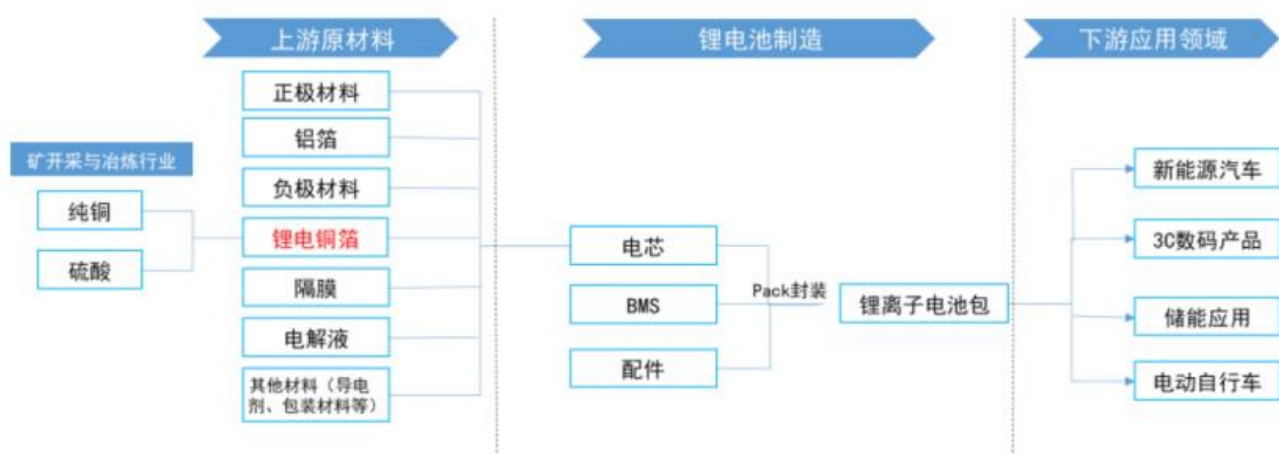 上游原材料
锂电池制造
下游应用领域
正极材料
铝箔
矿开采与冶炼行业
负极材料
纯铜
锂电铜箔
硫酸
隔膜
电解液
其他材料（导电
剂、包装材料等）
电芯
BMS
配件
Pack封装
锂离子电池包
新能源汽车
3C数码产品
储能应用
电动自行车